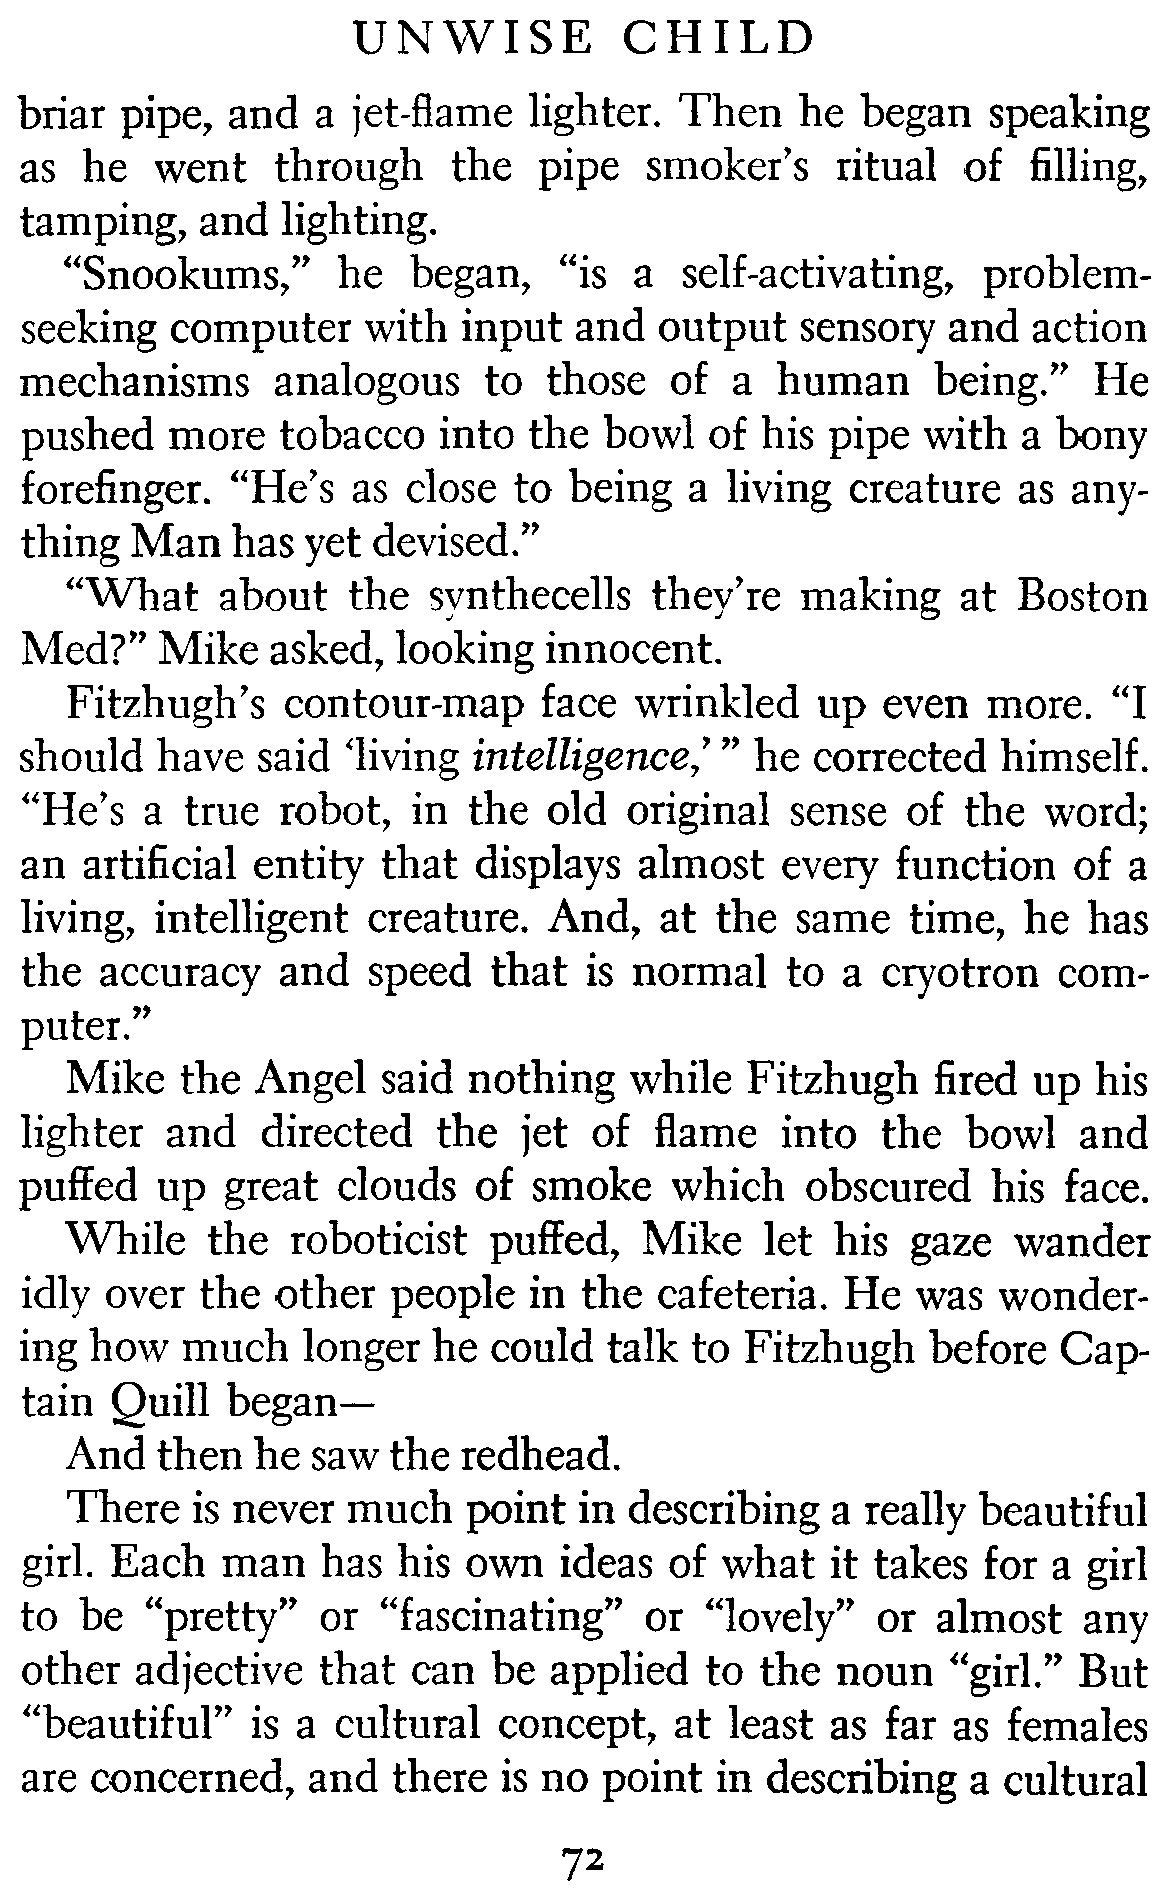 UNWISE CHILD
briar pipe, and a jet-flame lighter. Then he began speaking
as he went through the pipe smoker's ritual of filling,
tamping, and lighting.
“Snookums,” he began, “is a self-activating, problem-
seeking computer with input and output sensory and action
mechanisms analogous to those of a human being.” He
pushed more tobacco into the bowl of his pipe with a bony
forefinger. “He's as close to being a living creature as any-
thing Man has yet devised.”
“What about the synthecells they're making at Boston
Med?” Mike asked, looking innocent.
Fitzhugh's contour-map face wrinkled up even more. “I
should have said ‘living intelligence,’ ” he corrected himself.
“He's a true robot, in the old original sense of the word;
an artificial entity that displays almost every function of a
living, intelligent creature. And, at the same time, he has
the accuracy and speed that is normal to a cryotron com-
puter.”
Mike the Angel said nothing while Fitzhugh fired up his
lighter and directed the jet of flame into the bowl and
puffed up great clouds of smoke which obscured his face.
While the roboticist puffed, Mike let his gaze wander
idly over the other people in the cafeteria. He was wonder-
ing how much longer he could talk to Fitzhugh before Cap-
tain Quill began—
And then he saw the redhead.
There is never much point in describing a really beautiful
girl. Each man has his own ideas of what it takes for a girl
to be “pretty” or “fascinating” or “lovely” or almost any
other adjective that can be applied to the noun “girl.” But
“beautiful” is a cultural concept, at least as far as females
are concerned, and there is no point in describing a cultural
72